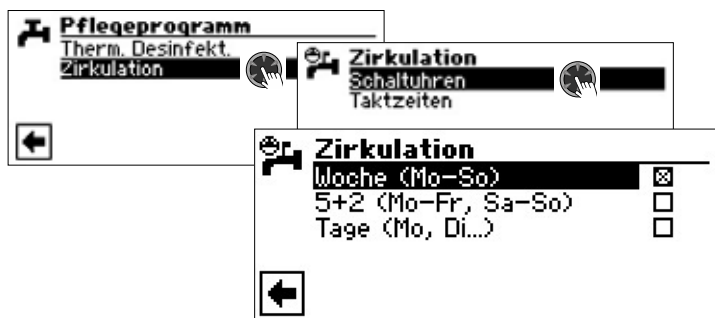 Pflegeprogramm
Therm. Desinfekt.
Zirkulation
Zirkulation
Schaltuhren
Taktzeiten
Zirkulation
Woche (Mo-So)
5+2 (Mo-Fr, Sa-So)
Tage (Mo, Di...)